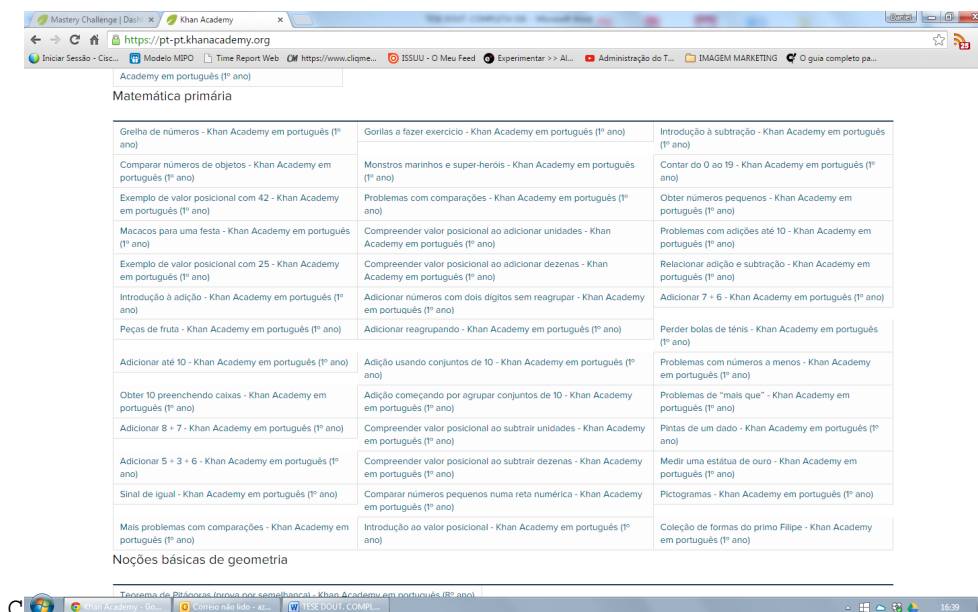 Mastery Challenge | Dash
Khan Academy
TESE DOUT. COMPLETA - Microsoft Word
Daniel
https://pt-pt.khanacademy.org
25
Iniciar Sessão - Cisc...
Modelo MIPO
Time Report Web
https://www.cliqme...
ISSUU - O Meu Feed
Experimentar >> Al...
Administração do T...
IMAGEM MARKETING
O guia completo pa...
Academy em português (1º ano)
Matemática primária
Grelha de números - Khan Academy em português (1º
ano)
Gorilas a fazer exercício - Khan Academy em português (1º ano)
Introdução à subtração - Khan Academy em português
(1º ano)
Comparar números de objetos - Khan Academy em
português (1º ano)
Monstros marinhos e super-heróis - Khan Academy em português
(1º ano)
Contar do 0 ao 19 - Khan Academy em português (1º
ano)
Exemplo de valor posicional com 42 - Khan Academy
em português (1º ano)
Problemas com comparações - Khan Academy em português (1º
ano)
Obter números pequenos - Khan Academy em
português (1º ano)
Macacos para uma festa - Khan Academy em português
(1º ano)
Compreender valor posicional ao adicionar unidades - Khan
Academy em português (1º ano)
Problemas com adições até 10 - Khan Academy em
português (1º ano)
Exemplo de valor posicional com 25 - Khan Academy
em português (1º ano)
Compreender valor posicional ao adicionar dezenas - Khan
Academy em português (1º ano)
Relacionar adição e subtração - Khan Academy em
português (1º ano)
Introdução à adição - Khan Academy em português (1º
ano)
Adicionar números com dois dígitos sem reagrupar - Khan Academy
em português (1º ano)
Adicionar 7 + 6 - Khan Academy em português (1º ano)
Peças de fruta - Khan Academy em português (1º ano)
Adicionar reagrupando - Khan Academy em português (1º ano)
Perder bolas de ténis - Khan Academy em português
(1º ano)
Adicionar até 10 - Khan Academy em português (1º ano)
Adição usando conjuntos de 10 - Khan Academy em português (1º
ano)
Problemas com números a menos - Khan Academy
em português (1º ano)
Obter 10 preenchendo caixas - Khan Academy em
português (1º ano)
Adição começando por agrupar conjuntos de 10 - Khan Academy
em português (1º ano)
Problemas de "mais que" - Khan Academy em
português (1º ano)
Adicionar 8 + 7 - Khan Academy em português (1º ano)
Compreender valor posicional ao subtrair unidades - Khan
Academy em português (1º ano)
Pintas de um dado - Khan Academy em português (1º
ano)
Adicionar 5 + 3 + 6 - Khan Academy em português (1º
ano)
Compreender valor posicional ao subtrair dezenas - Khan Academy
em português (1º ano)
Medir uma estátua de ouro - Khan Academy em
português (1º ano)
Sinal de igual - Khan Academy em português (1º ano)
Comparar números pequenos numa reta numérica - Khan Academy
em português (1º ano)
Pictogramas - Khan Academy em português (1º ano)
Mais problemas com comparações - Khan Academy em
português (1º ano)
Introdução ao valor posicional - Khan Academy em português (1º
ano)
Coleção de formas do primo Filipe - Khan Academy
em português (1º ano)
Noções básicas de geometria
Teorema de Pitágoras (prova por semelhança) - Khan Academy em português (8º ano)
C
Khan Academy - Go...
Correio não lido - az...
TESE DOUT. COMPL...
16:39